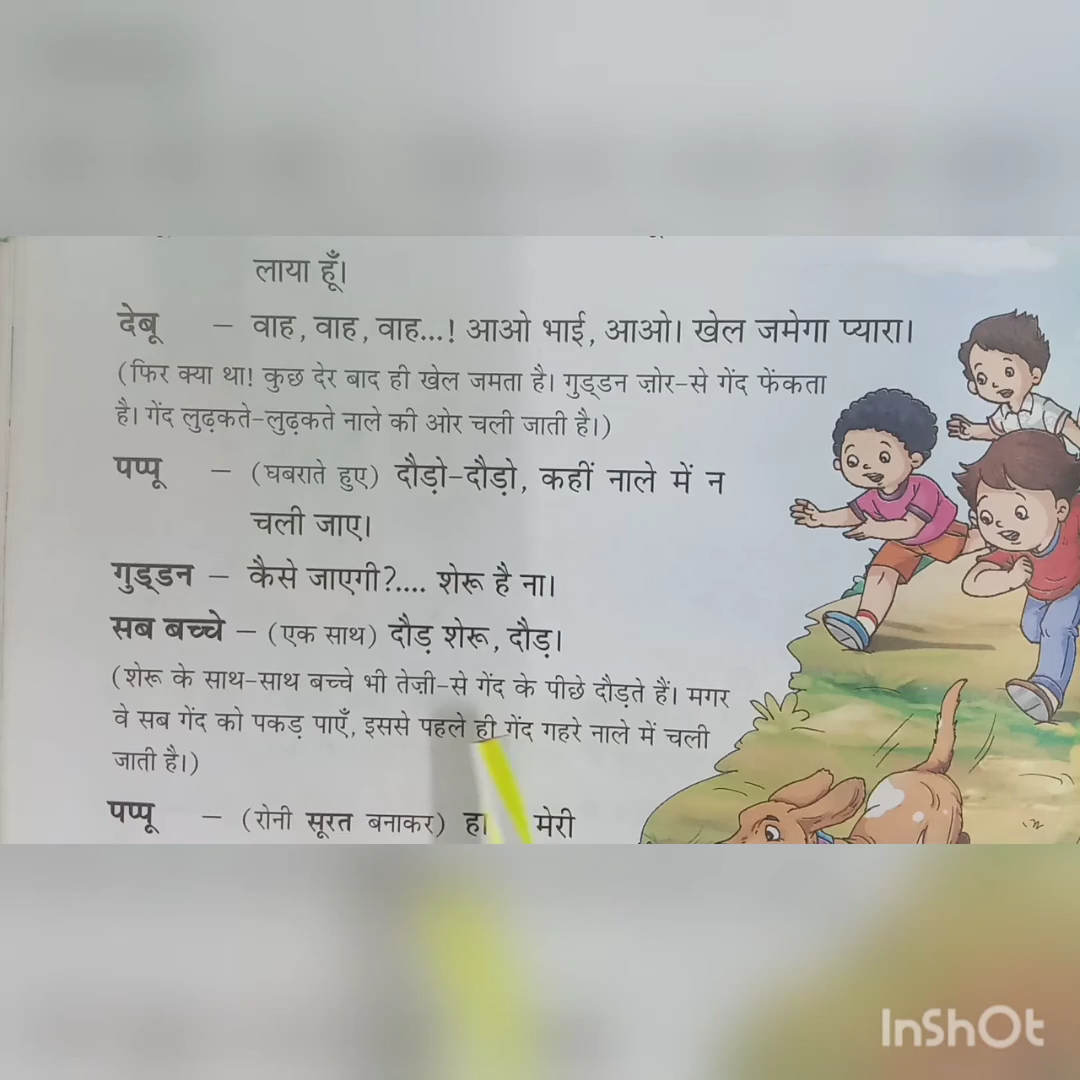 लाया हूँ।
देबू – वाह, वाह, वाह...! आओ भाई, आओ। खेल जमेगा प्यारा।
(फिर क्या था! कुछ देर बाद ही खेल जमता है। गुड्डन ज़ोर-से गेंद फेंकता
है। गेंद लुढ़कते-लुढ़कते नाले की ओर चली जाती है।)
पप्पू – (घबराते हुए) दौड़ो-दौड़ो, कहीं नाले में न
चली जाए।
गुड्डन – कैसे जाएगी?.... शेरू है ना।
सब बच्चे – (एक साथ) दौड़ शेरू, दौड़।
(शेरू के साथ-साथ बच्चे भी तेज़ी-से गेंद के पीछे दौड़ते हैं। मगर
वे सब गेंद को पकड़ पाएँ, इससे पहले ही गेंद गहरे नाले में चली
जाती है।)
पप्पू – (रोनी सूरत बनाकर) मेरी
InShOt